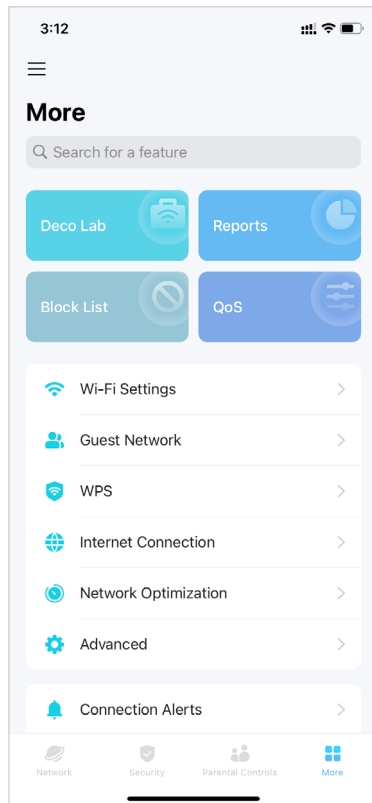 3:12
More
Search for a feature
Deco Lab
Reports
Block List
QoS
Wi-Fi Settings
Guest Network
WPS
Internet Connection
Network Optimization
Advanced
Connection Alerts
Network Security Parental Controls More